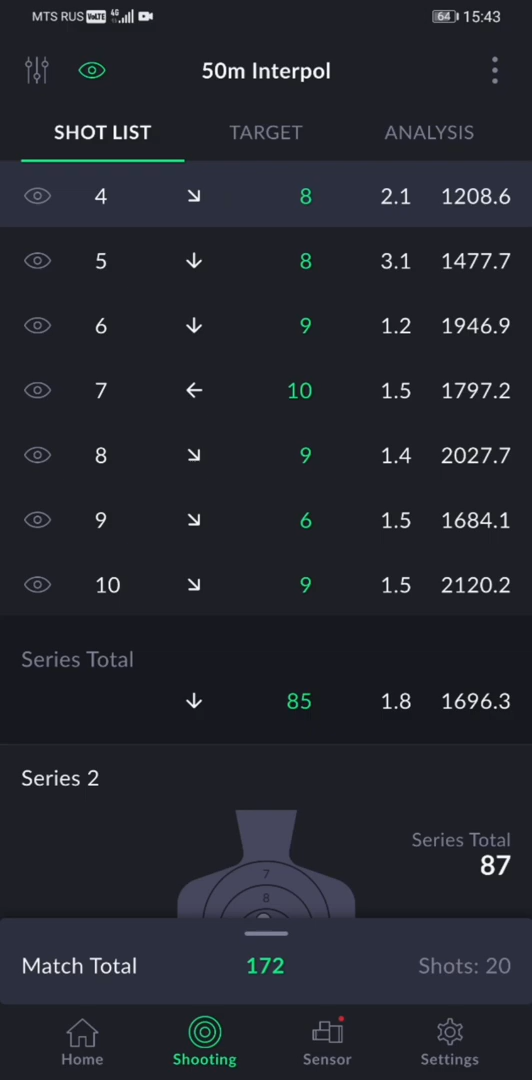 MTS RUS VoLTE 4G 64 15:43
50m Interpol
SHOT LIST TARGET ANALYSIS
4 ↘ 8 2.1 1208.6
5 ↓ 8 3.1 1477.7
6 ↓ 9 1.2 1946.9
7 ← 10 1.5 1797.2
8 ↘ 9 1.4 2027.7
9 ↘ 6 1.5 1684.1
10 ↘ 9 1.5 2120.2
Series Total
↓ 85 1.8 1696.3
Series 2
Series Total
87
7
8
Match Total 172 Shots: 20
Home Shooting Sensor Settings